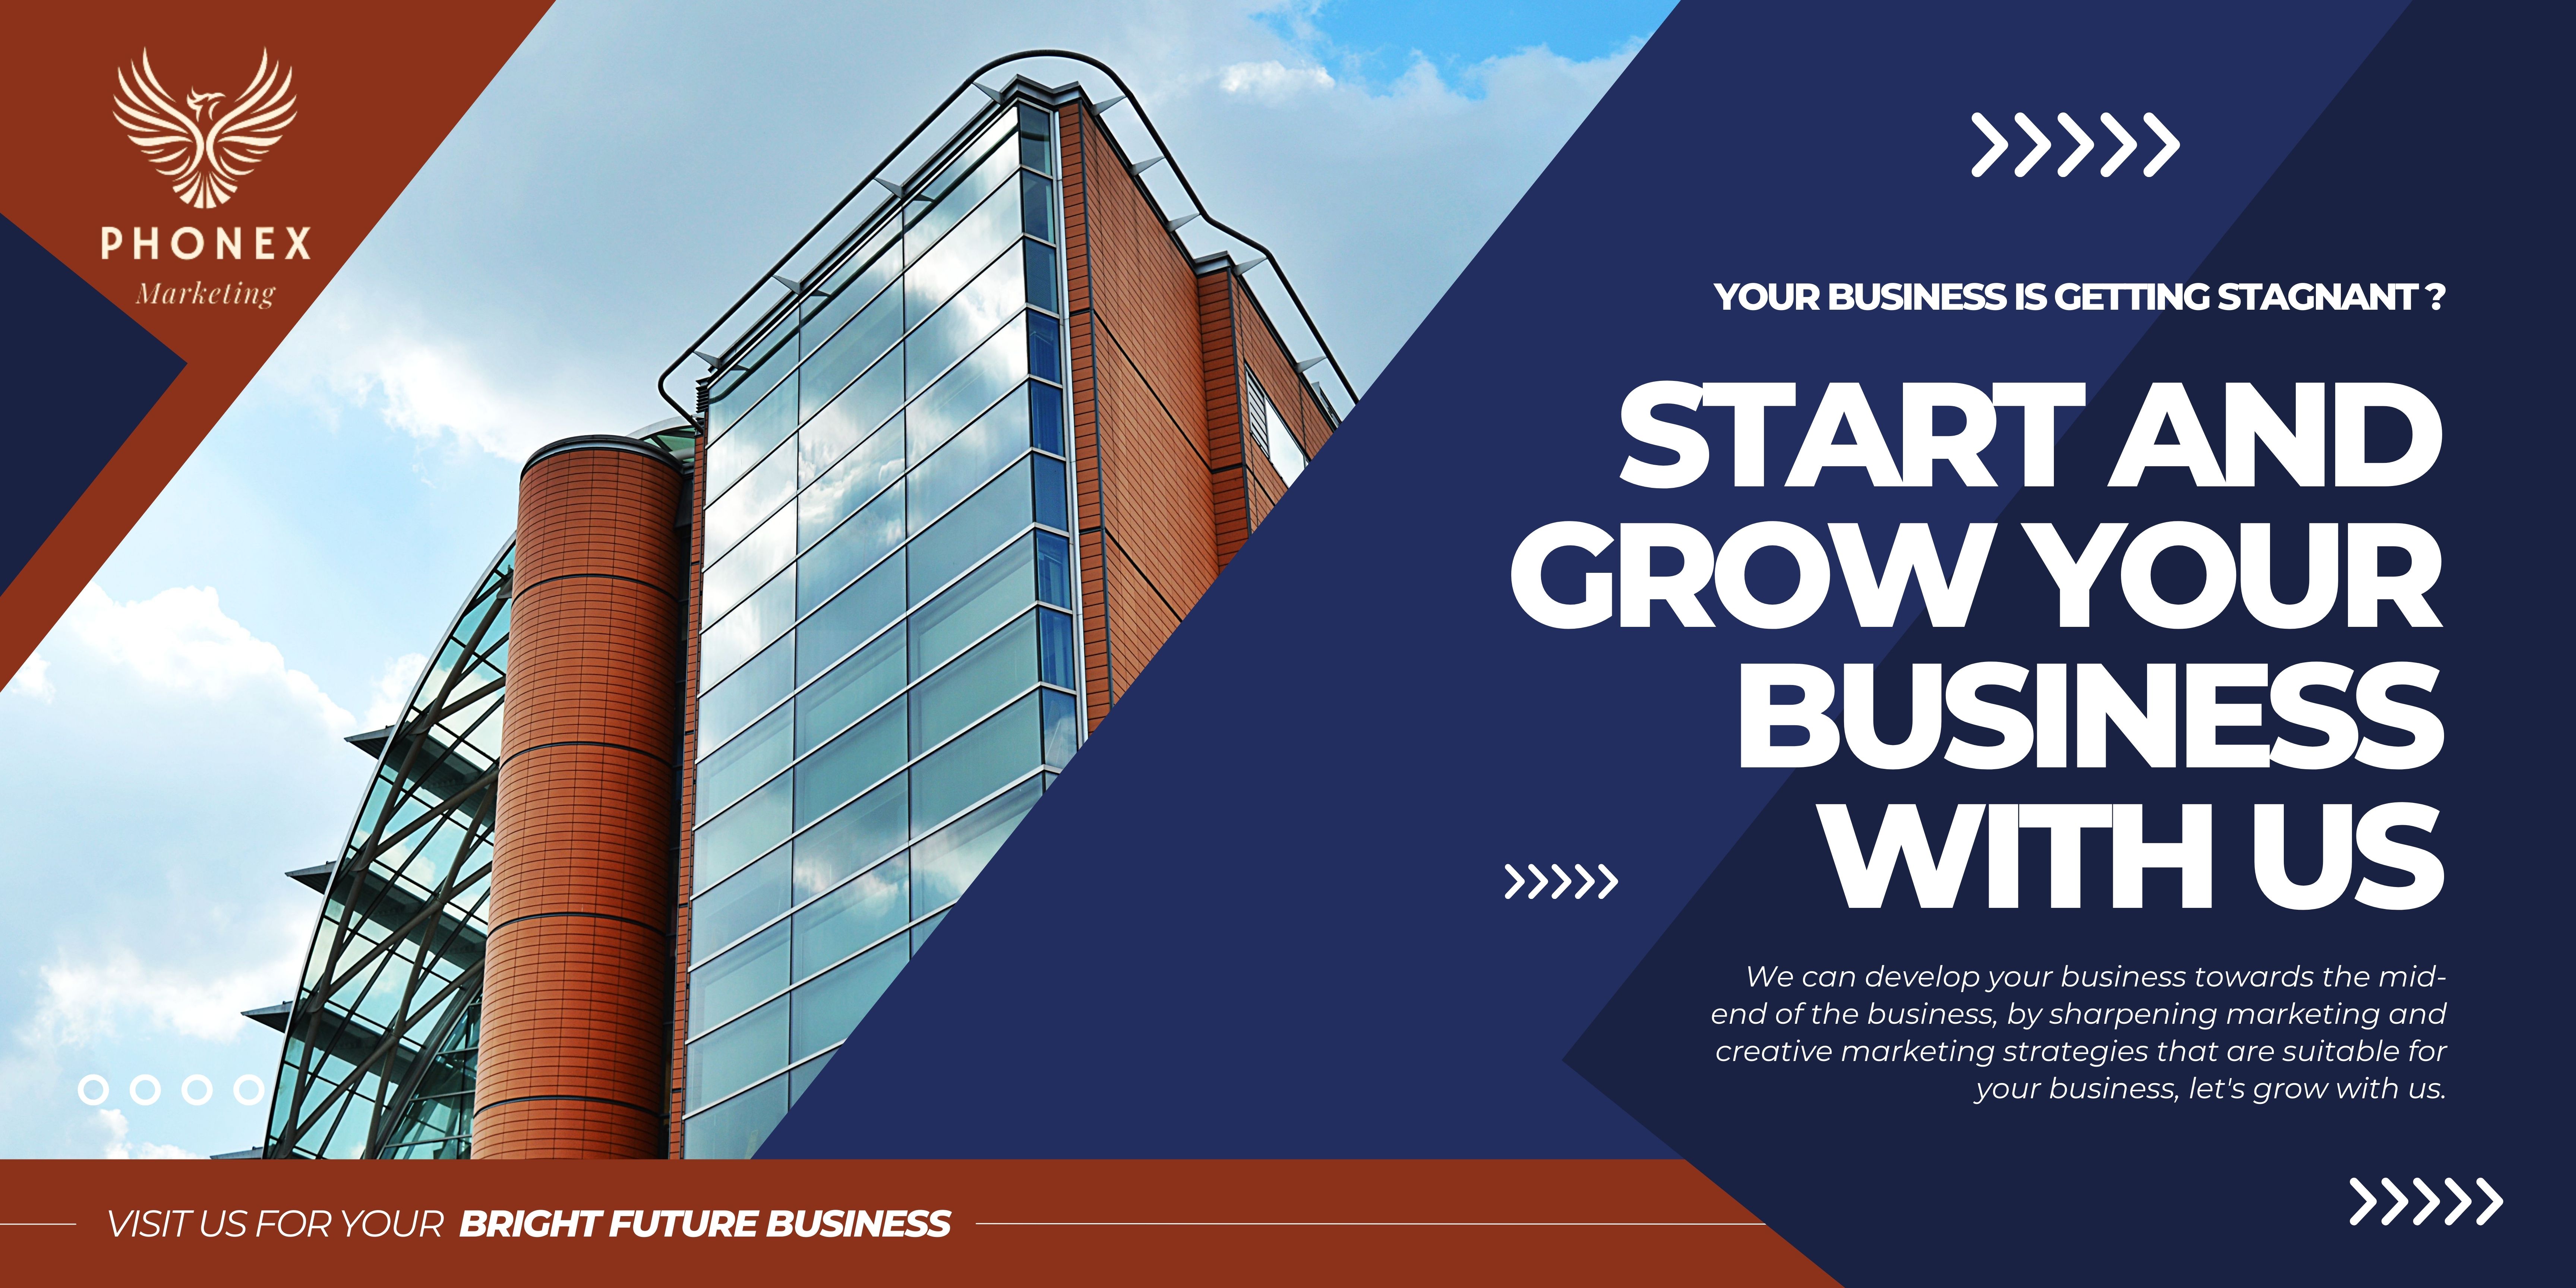 PHONEX
Marketing
YOUR BUSINESS IS GETTING STAGNANT ?
START AND
GROW YOUR
BUSINESS
WITH US
We can develop your business towards the mid-
end of the business, by sharpening marketing and
creative marketing strategies that are suitable for
your business, let's grow with us.
VISIT US FOR YOUR BRIGHT FUTURE BUSINESS